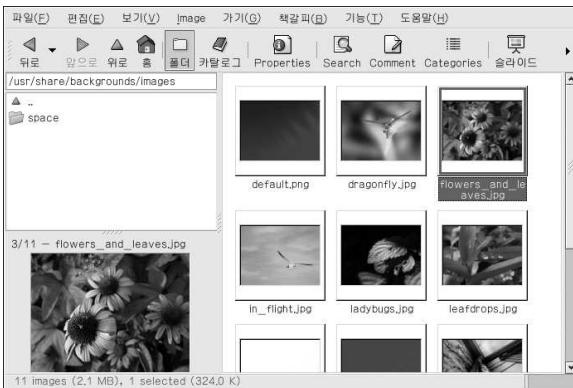 파일(F) 편집(E) 보기(V) Image 가기(G) 책갈피(B) 기능(T) 도움말(H)
뒤로 앞으로 위로 홈 폴더 카탈로그 Properties Search Comment Categories 슬라이드
/usr/share/backgrounds/images
..
space
default.png dragonfly.jpg flowers_and_le
aves.jpg
3/11 - flowers_and_leaves.jpg
in_flight.jpg ladybugs.jpg leafdrops.jpg
11 images (2.1 MB), 1 selected (324.0 K)